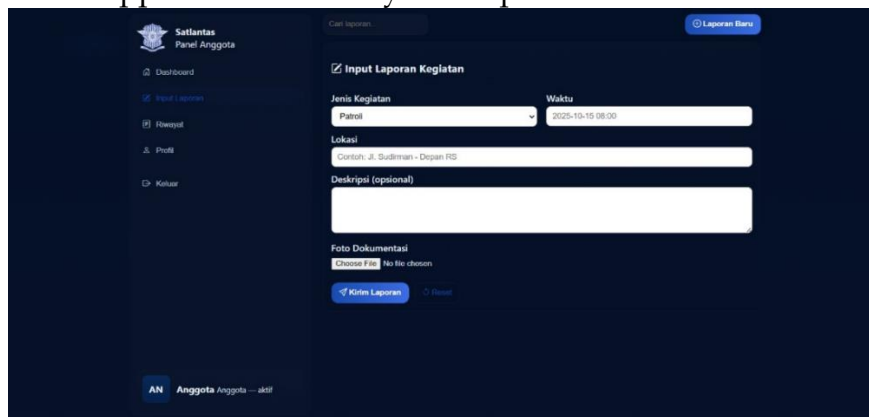 Satlantas
Panel Anggota
Dashboard
Input Laporan
Riwayat
Profil
Keluar
AN Anggota Anggota — aktif
Cari laporan...
Laporan Baru
Input Laporan Kegiatan
Jenis Kegiatan Waktu
Patroli 2025-10-15 08:00
Lokasi
Contoh: Jl. Sudirman - Depan RS
Deskripsi (opsional)
Foto Dokumentasi
Choose File No file chosen
Kirim Laporan Reset